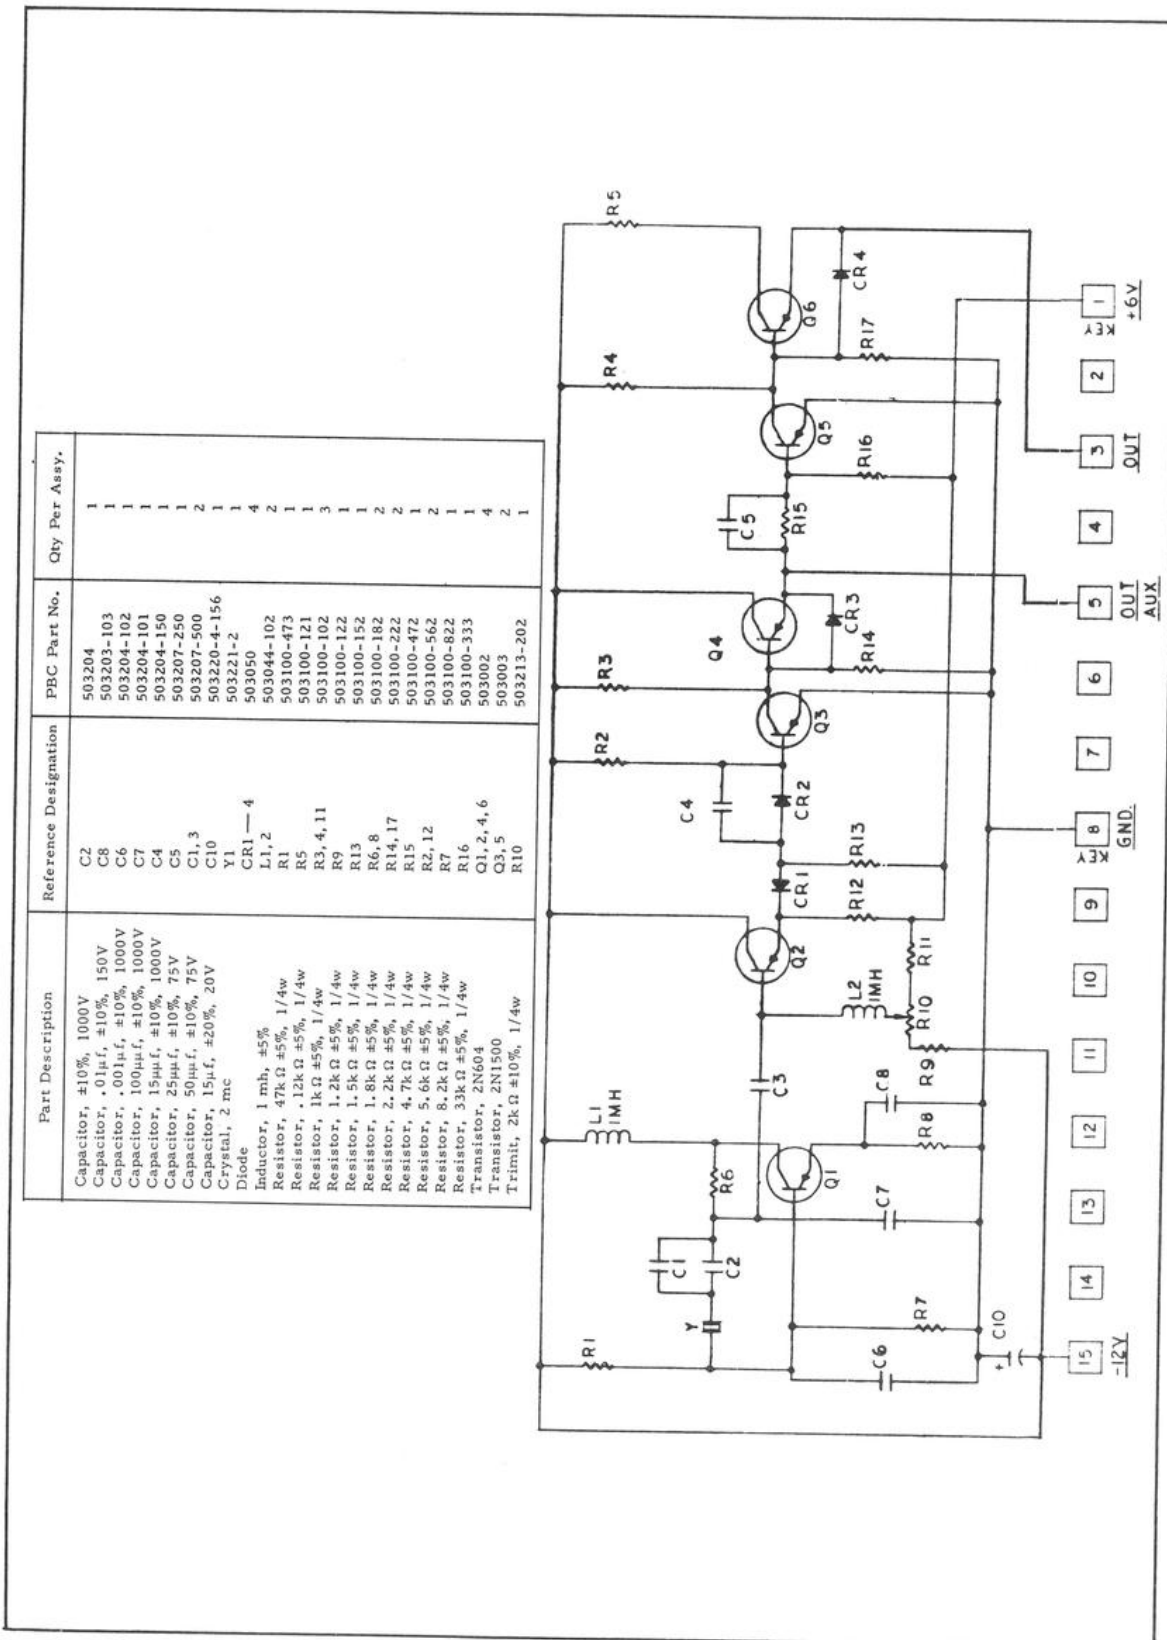 Part Description Reference Designation PBC Part No. Qty Per Assy.
Capacitor, ±10%, 1000V C2 503204 1
Capacitor, .01μf, ±10%, 150V C8 503203-103 1
Capacitor, .001μf, ±10%, 1000V C6 503204-102 1
Capacitor, 100μμf, ±10%, 1000V C7 503204-101 1
Capacitor, 15μμf, ±10%, 1000V C4 503204-150 1
Capacitor, 25μμf, ±10%, 75V C5 503207-250 1
Capacitor, 50μμf, ±10%, 75V C1, 3 503207-500 2
Capacitor, 15μf, ±20%, 20V C10 503220-4-156 1
Crystal, 2 mc Y1 503221-2 1
Diode CR1 — 4 503050 4
Inductor, 1 mh, ±5% L1, 2 503044-102 2
Resistor, 47k Ω ±5%, 1/4w R1 503100-473 1
Resistor, .12k Ω ±5%, 1/4w R5 503100-121 1
Resistor, 1k Ω ±5%, 1/4w R3, 4, 11 503100-102 3
Resistor, 1.2k Ω ±5%, 1/4w R9 503100-122 1
Resistor, 1.5k Ω ±5%, 1/4w R13 503100-152 1
Resistor, 1.8k Ω ±5%, 1/4w R6, 8 503100-182 2
Resistor, 2.2k Ω ±5%, 1/4w R14, 17 503100-222 2
Resistor, 4.7k Ω ±5%, 1/4w R15 503100-472 1
Resistor, 5.6k Ω ±5%, 1/4w R2, 12 503100-562 2
Resistor, 8.2k Ω ±5%, 1/4w R7 503100-822 1
Resistor, 33k Ω ±5%, 1/4w R16 503100-333 1
Transistor, 2N604 Q1, 2, 4, 6 503002 4
Transistor, 2N1500 Q3, 5 503003 2
Trimit, 2k Ω ±10%, 1/4w R10 503213-202 1
R1
Y
C1
C2
R6
L1
1MH
C3
Q1
R7
C6
C7
R8
C8
R9
R10
R11
L2
1MH
Q2
R12
CR1
R13
CR2
C4
R2
R3
Q3
Q4
CR3
R14
C5
R15
R16
Q5
R4
Q6
R17
CR4
R5
C10
+
15
-12V
14
13
12
11
10
9
8
KEY
GND.
7
6
5
OUT
AUX
4
3
OUT
2
1
KEY
+6V